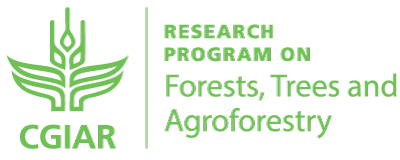 CGIAR
RESEARCH
PROGRAM ON
Forests, Trees and
Agroforestry